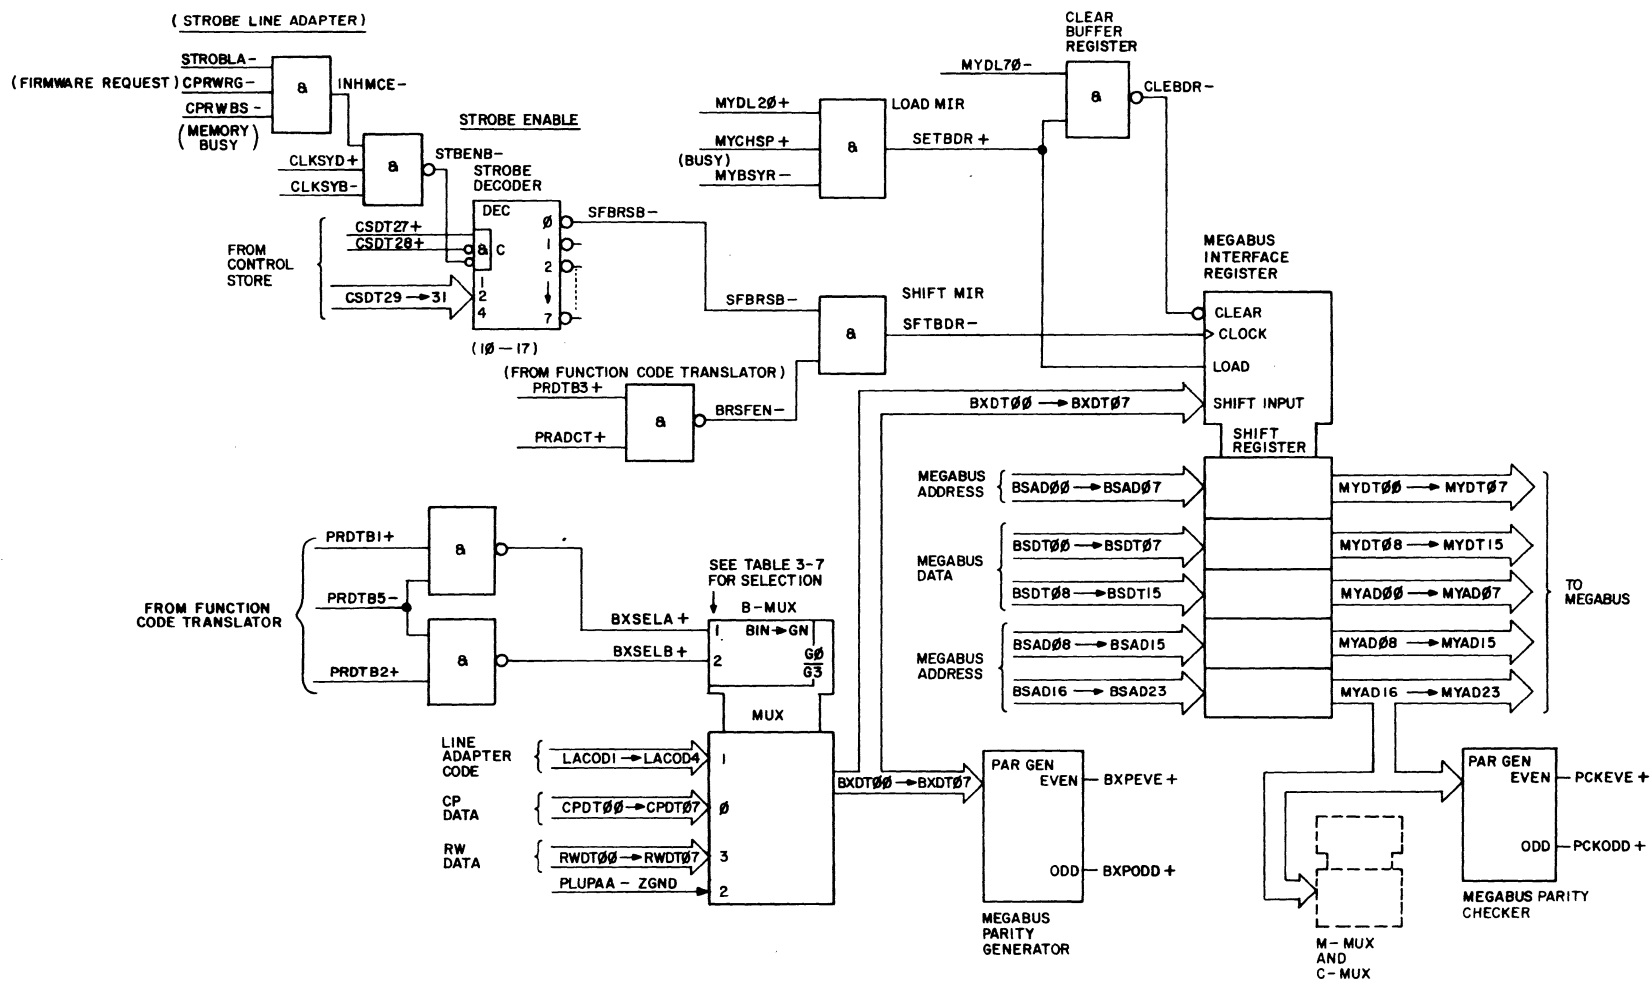 ( STROBE LINE ADAPTER )
STROBLA-
(FIRMWARE REQUEST) CPRWRG-
CPRWBS -
(MEMORY BUSY)
&
INHMCE-
CLKSYD+
CLKSYB-
&
STROBE ENABLE
STBENB-
STROBE
DECODER
DEC
CSDT27+
CSDT28+
& C
FROM
CONTROL
STORE
CSDT29 → 31
1
2
4
Ø
1
2
7
(1Ø-17)
SFBRSB-
MYDL2Ø+
MYCHSP+
(BUSY)
MYBSYR-
&
LOAD MIR
SETBDR+
MYDL7Ø-
CLEAR
BUFFER
REGISTER
&
CLEBDR-
SFBRSB-
&
SHIFT MIR
SFTBDR-
(FROM FUNCTION CODE TRANSLATOR)
PRDTB3+
PRADCT+
&
BRSFEN-
MEGABUS
INTERFACE
REGISTER
CLEAR
CLOCK
LOAD
SHIFT INPUT
SHIFT
REGISTER
BXDTØØ → BXDTØ7
MEGABUS
ADDRESS
BSADØØ → BSADØ7
MYDTØØ → MYDTØ7
MEGABUS
DATA
BSDTØØ → BSDTØ7
MYDTØ8 → MYDT15
BSDTØ8 → BSDT15
MYADØØ → MYADØ7
MEGABUS
ADDRESS
BSADØ8 → BSAD15
MYADØ8 → MYAD15
BSAD16 → BSAD23
MYAD16 → MYAD23
TO
MEGABUS
FROM FUNCTION
CODE TRANSLATOR
PRDTB1+
PRDTB5-
PRDTB2+
&
&
BXSELA+
BXSELB+
SEE TABLE 3-7
FOR SELECTION
B-MUX
1
2
BIN→GN
GØ
G3
MUX
LINE
ADAPTER
CODE
LACOD1 → LACOD4
1
CP
DATA
CPDTØØ → CPDTØ7
Ø
RW
DATA
RWDTØØ → RWDTØ7
3
PLUPAA - ZGND
2
BXDTØØ → BXDTØ7
PAR GEN
EVEN
BXPEVE+
ODD
BXPODD+
MEGABUS
PARITY
GENERATOR
PAR GEN
EVEN
PCKEVE+
ODD
PCKODD+
MEGABUS PARITY
CHECKER
M-MUX
AND
C-MUX